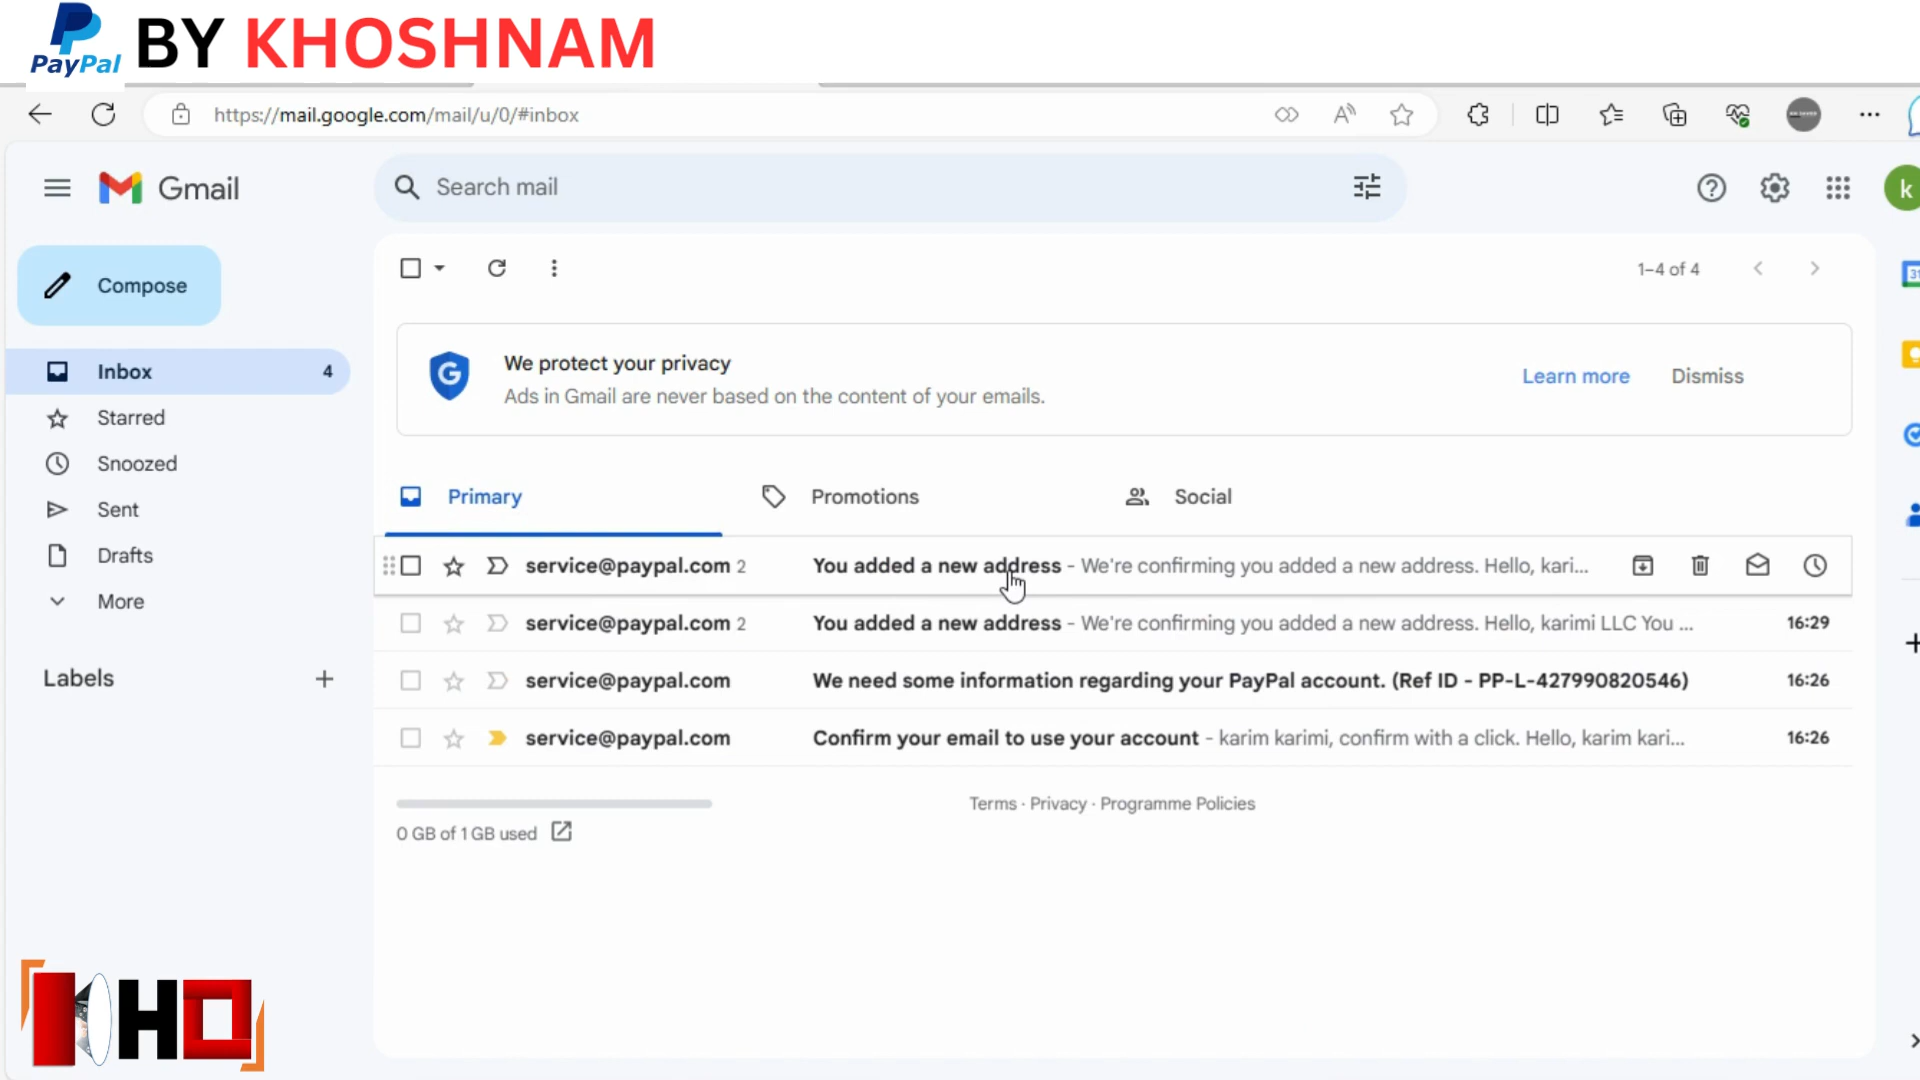 PayPal BY KHOSHNAM
https://mail.google.com/mail/u/0/#inbox
Gmail
Search mail
k
Compose
1–4 of 4
Inbox 4
Starred
Snoozed
Sent
Drafts
More
Labels
We protect your privacy
Ads in Gmail are never based on the content of your emails.
Learn more Dismiss
Primary Promotions Social
service@paypal.com 2 You added a new address - We're confirming you added a new address. Hello, kari...
service@paypal.com 2 You added a new address - We're confirming you added a new address. Hello, karimi LLC You ... 16:29
service@paypal.com We need some information regarding your PayPal account. (Ref ID - PP-L-427990820546) 16:26
service@paypal.com Confirm your email to use your account - karim karimi, confirm with a click. Hello, karim kari... 16:26
Terms · Privacy · Programme Policies
0 GB of 1 GB used
KHO